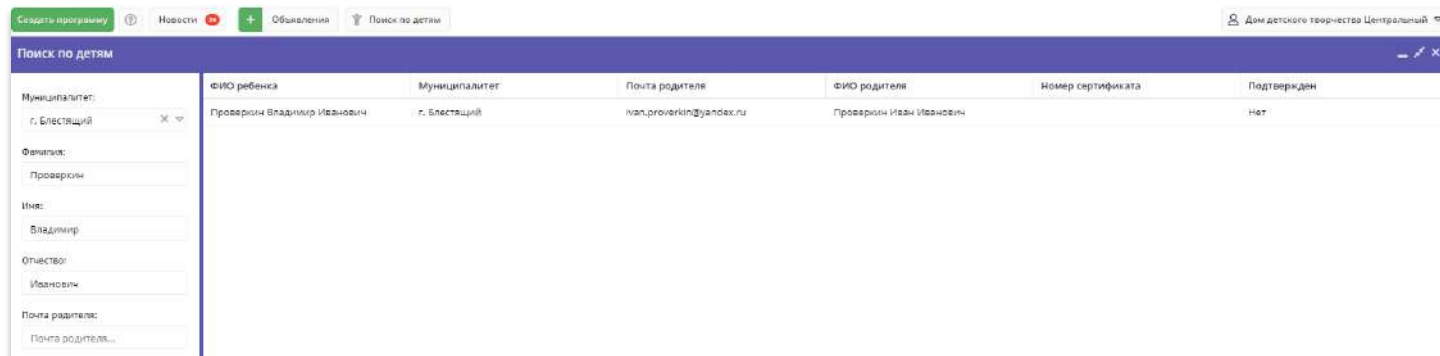 Создать программу Новости + Объявления Поиск по детям Дом детского творчества Центральный
Поиск по детям
ФИО ребенка Муниципалитет Почта родителя ФИО родителя Номер сертификата Подтвержден
Проверкин Владимир Иванович г. Блестящий ivan.proverkin@yandex.ru Проверкин Иван Иванович Нет
Муниципалитет:
г. Блестящий
Фамилия:
Проверкин
Имя:
Владимир
Отчество:
Иванович
Почта родителя:
Почта родителя...